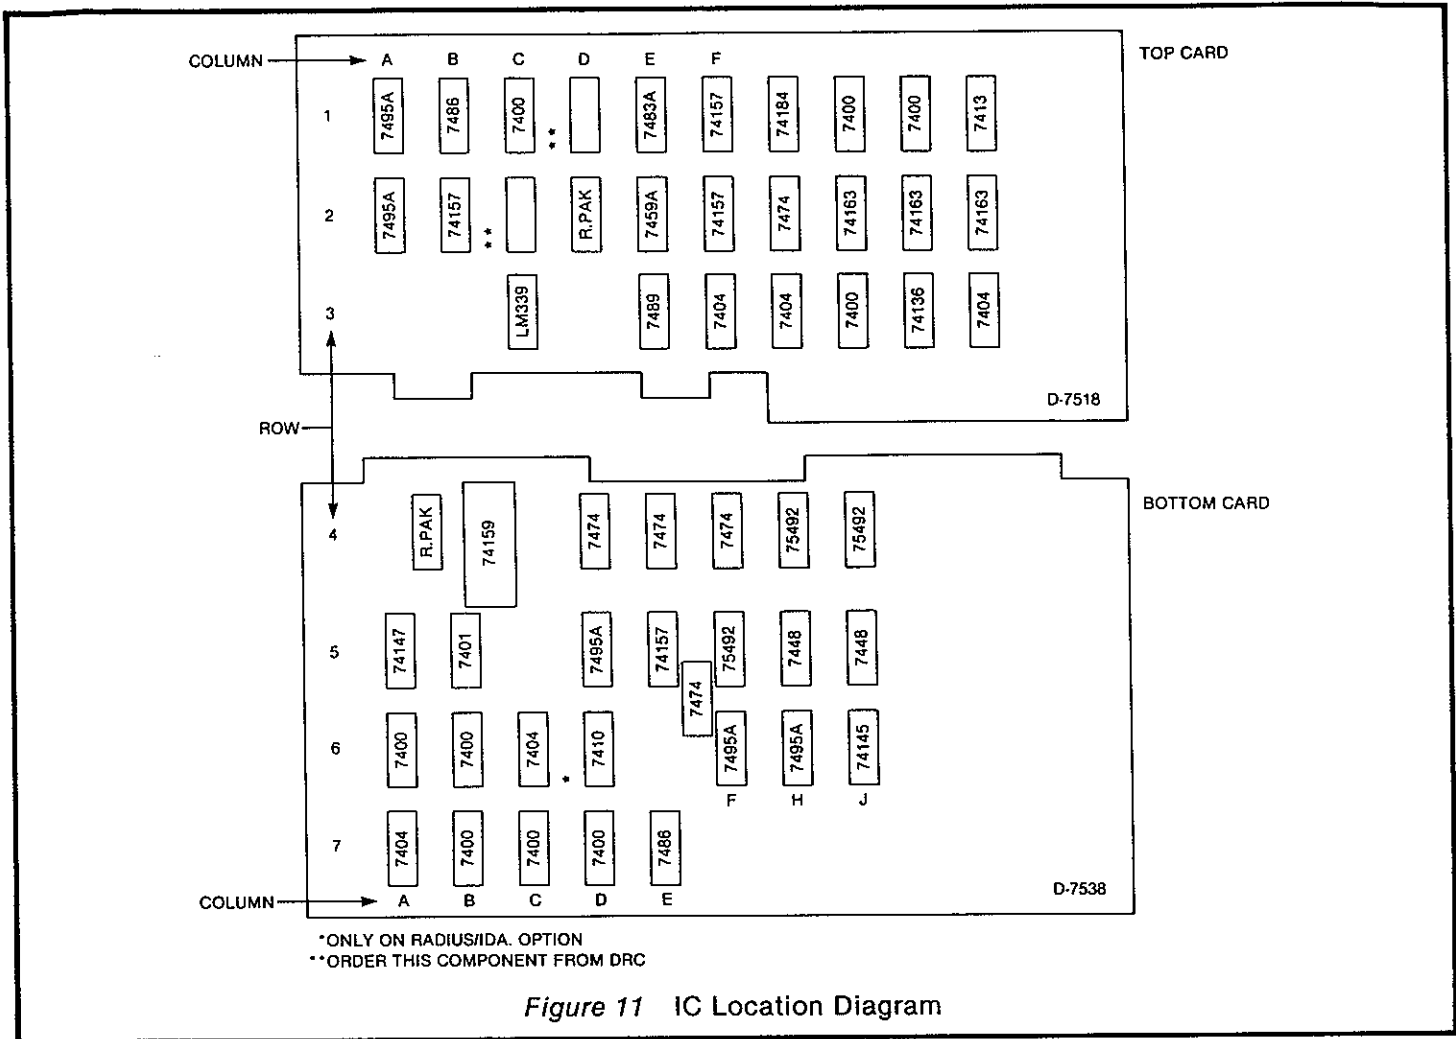 TOP CARD
COLUMN A B C D E F
1 7495A 7486 7400 ** 7483A 74157 74184 7400 7400 7413
2 7495A 74157 ** R.PAK 7459A 74157 7474 74163 74163 74163
3 LM339 7489 7404 7404 7400 74136 7404
D-7518
ROW
BOTTOM CARD
4 R.PAK 74159 7474 7474 7474 75492 75492
5 74147 7401 7495A 74157 75492 7448 7448
7474
6 7400 7400 7404 * 7410 7495A 7495A 74145
F H J
7 7404 7400 7400 7400 7486
D-7538
COLUMN A B C D E
*ONLY ON RADIUS/IDA. OPTION
**ORDER THIS COMPONENT FROM DRC
Figure 11 IC Location Diagram